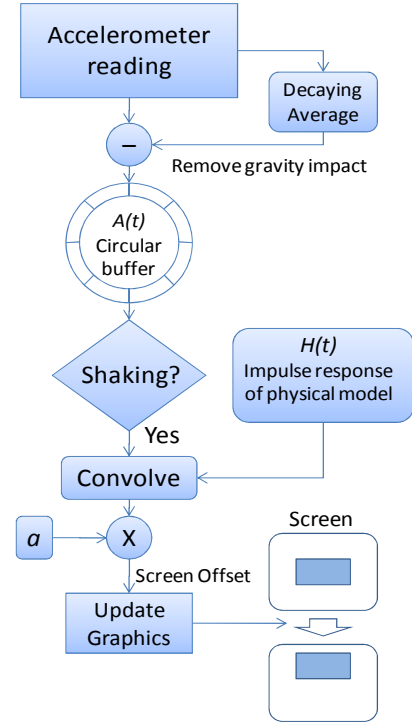 Accelerometer
reading
Decaying
Average
–
Remove gravity impact
A(t)
Circular
buffer
Shaking?
H(t)
Impulse response
of physical model
Yes
Convolve
a
X
Screen
Screen Offset
Update
Graphics